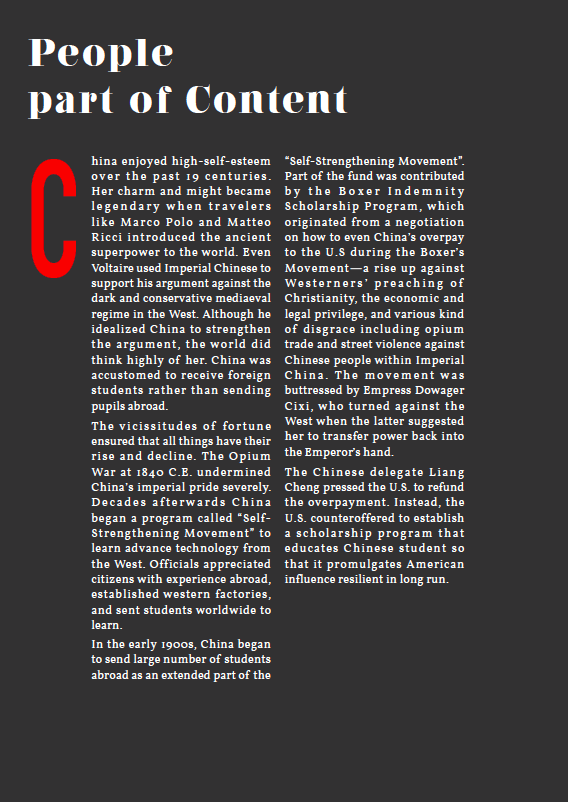 People
part of Content
China enjoyed high-self-esteem
over the past 19 centuries.
Her charm and might became
legendary when travelers
like Marco Polo and Matteo
Ricci introduced the ancient
superpower to the world. Even
Voltaire used Imperial Chinese to
support his argument against the
dark and conservative mediaeval
regime in the West. Although he
idealized China to strengthen
the argument, the world did
think highly of her. China was
accustomed to receive foreign
students rather than sending
pupils abroad.
The vicissitudes of fortune
ensured that all things have their
rise and decline. The Opium
War at 1840 C.E. undermined
China's imperial pride severely.
Decades afterwards China
began a program called “Self-
Strengthening Movement” to
learn advance technology from
the West. Officials appreciated
citizens with experience abroad,
established western factories,
and sent students worldwide to
learn.
In the early 1900s, China began
to send large number of students
abroad as an extended part of the
“Self-Strengthening Movement”.
Part of the fund was contributed
by the Boxer Indemnity
Scholarship Program, which
originated from a negotiation
on how to even China's overpay
to the U.S during the Boxer's
Movement—a rise up against
Westerners' preaching of
Christianity, the economic and
legal privilege, and various kind
of disgrace including opium
trade and street violence against
Chinese people within Imperial
China. The movement was
buttressed by Empress Dowager
Cixi, who turned against the
West when the latter suggested
her to transfer power back into
the Emperor's hand.
The Chinese delegate Liang
Cheng pressed the U.S. to refund
the overpayment. Instead, the
U.S. counteroffered to establish
a scholarship program that
educates Chinese student so
that it promulgates American
influence resilient in long run.